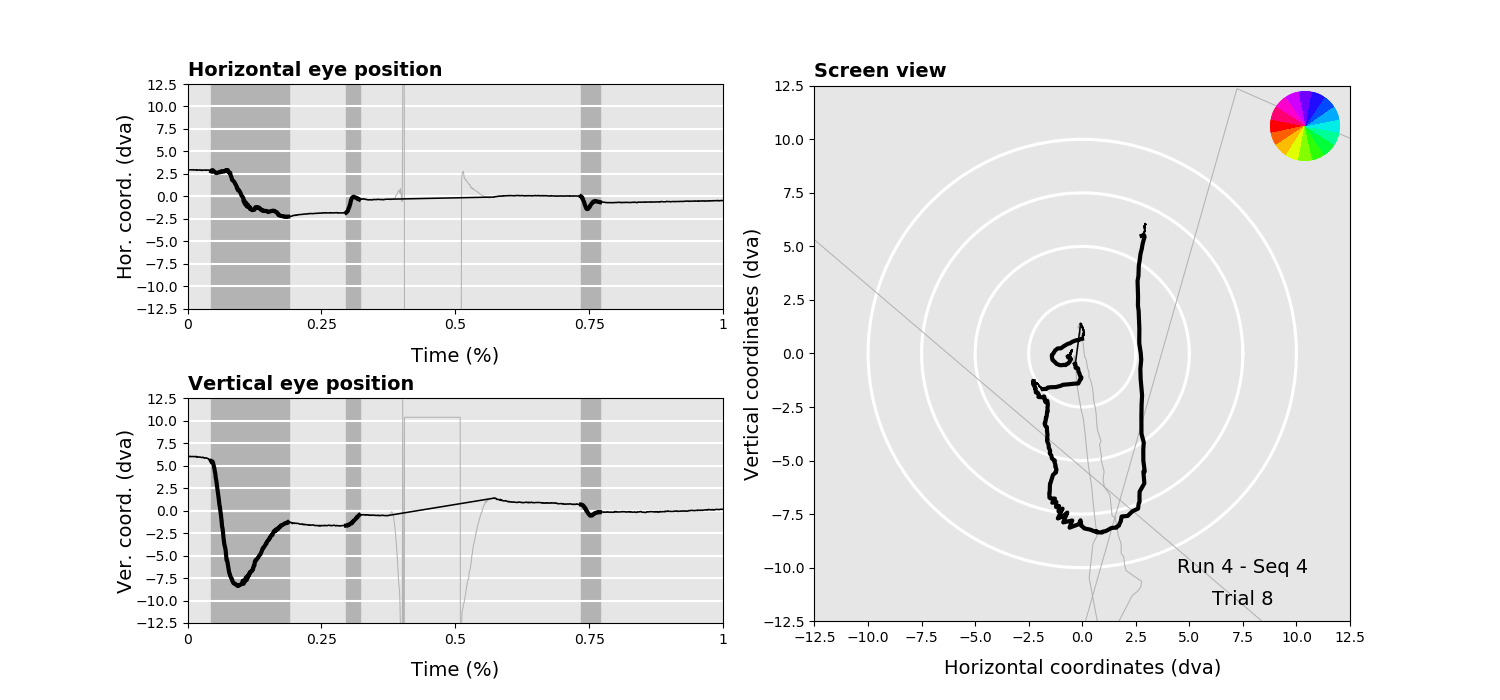 Horizontal eye position
12.5
10.0
7.5
5.0
2.5
0.0
−2.5
−5.0
−7.5
−10.0
−12.5
Hor. coord. (dva)
0 0.25 0.5 0.75 1
Time (%)
Vertical eye position
12.5
10.0
7.5
5.0
2.5
0.0
−2.5
−5.0
−7.5
−10.0
−12.5
Ver. coord. (dva)
0 0.25 0.5 0.75 1
Time (%)
Screen view
12.5
10.0
7.5
5.0
2.5
0.0
−2.5
−5.0
−7.5
−10.0
−12.5
Vertical coordinates (dva)
Run 4 - Seq 4
Trial 8
−12.5 −10.0 −7.5 −5.0 −2.5 0.0 2.5 5.0 7.5 10.0 12.5
Horizontal coordinates (dva)